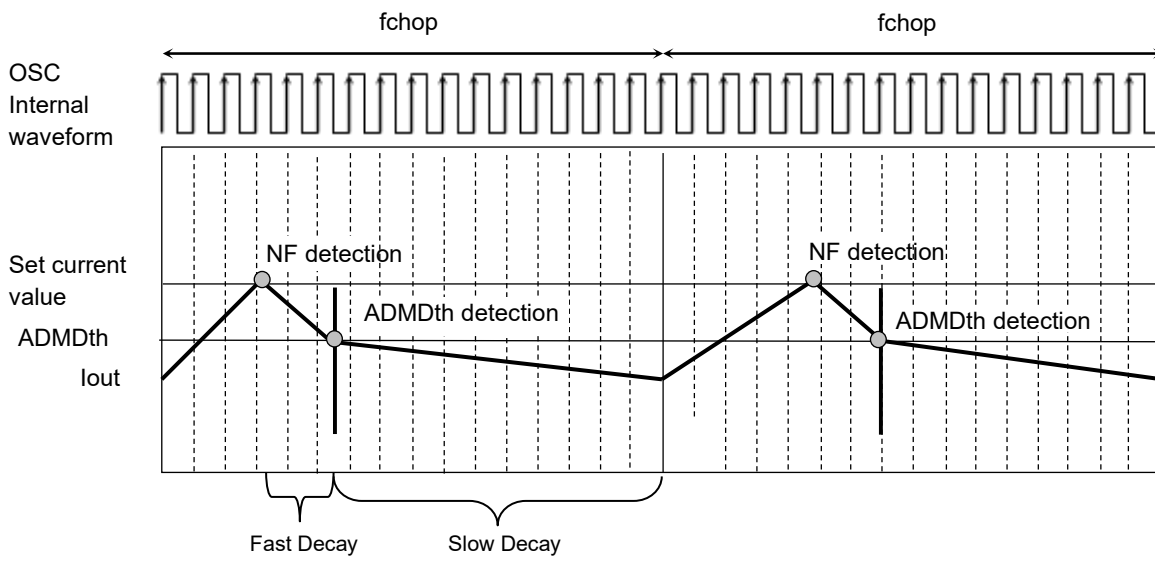 fchop
fchop
OSC
Internal
waveform
NF detection
NF detection
Set current
value
ADMDth detection
ADMDth detection
ADMDth
Iout
Fast Decay
Slow Decay